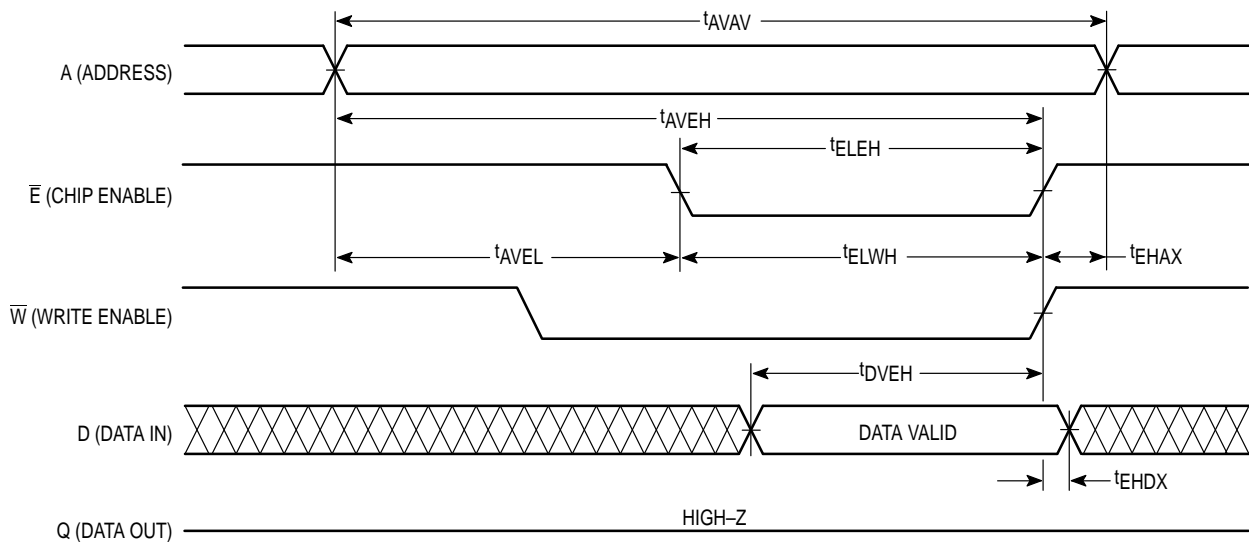 tAVAV
A (ADDRESS)
tAVEH
tELEH
E̅ (CHIP ENABLE)
tAVEL
tELWH
tEHAX
W̅ (WRITE ENABLE)
tDVEH
D (DATA IN)
DATA VALID
tEHDX
HIGH–Z
Q (DATA OUT)